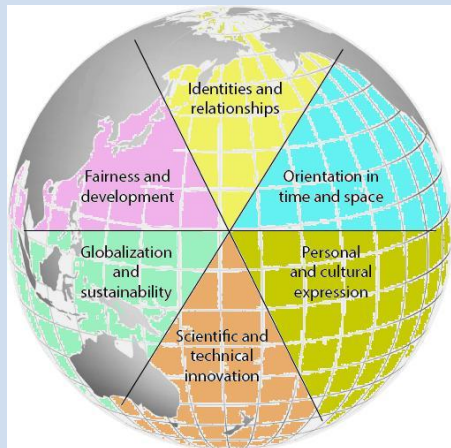 Identities and
relationships
Orientation in
time and space
Personal
and cultural
expression
Scientific and
technical
innovation
Globalization
and
sustainability
Fairness and
development